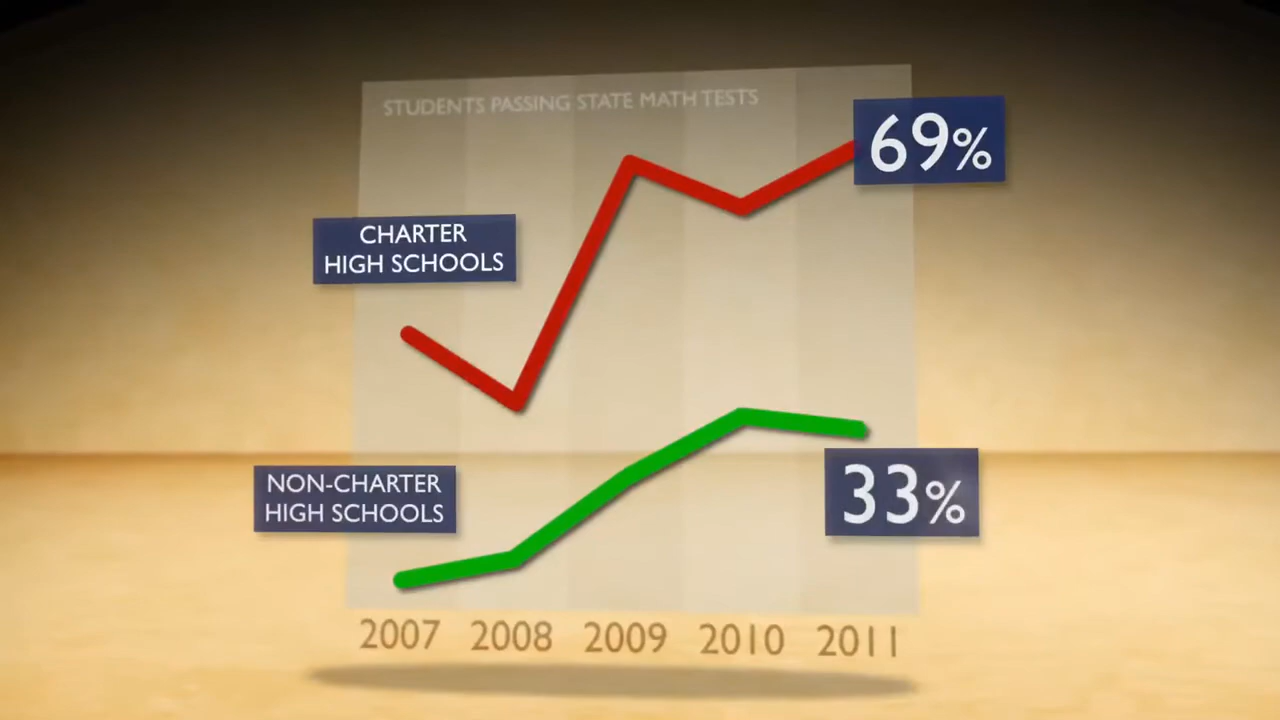 STUDENTS PASSING STATE MATH TESTS
69%
CHARTER
HIGH SCHOOLS
NON-CHARTER
HIGH SCHOOLS
33%
2007 2008 2009 2010 2011